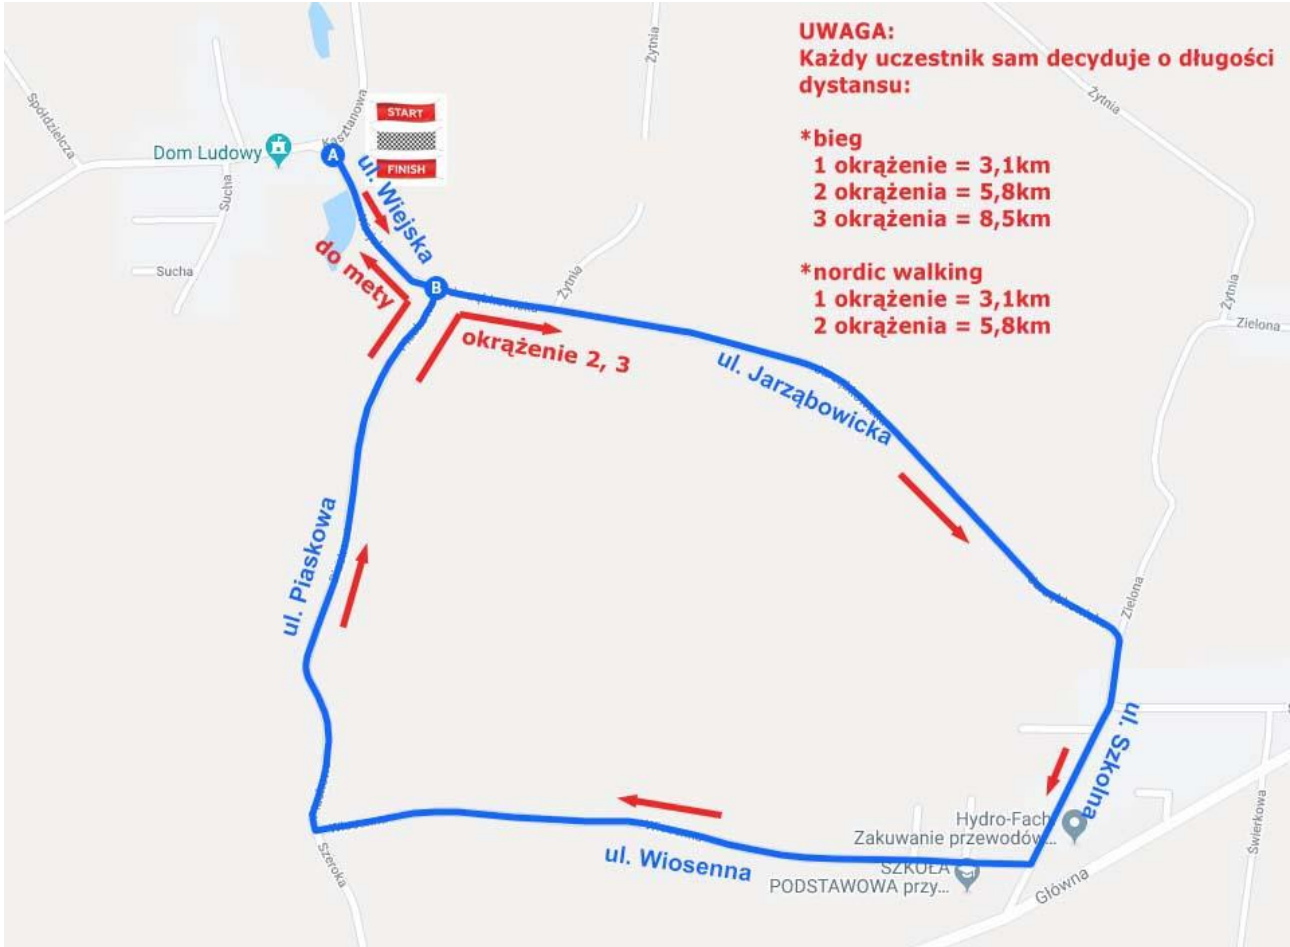 UWAGA:
Każdy uczestnik sam decyduje o długości
dystansu:
*bieg
1 okrążenie = 3,1km
2 okrążenia = 5,8km
3 okrążenia = 8,5km
*nordic walking
1 okrążenie = 3,1km
2 okrążenia = 5,8km
START
FINISH
Kasztanowa
Spółdzielcza
Dom Ludowy
A
ul. Wiejska
Sucha
Sucha
do mety
B
Żytnia
Żytnia
Żytnia
Żytnia
Zielona
okrążenie 2, 3
ul. Jarząbowicka
ul. Piaskowa
Zielona
ul. Szkolna
Hydro-Fach
Zakuwanie przewodów...
SZKOŁA
PODSTAWOWA przy...
ul. Wiosenna
Szeroka
Główna
Świerkowa